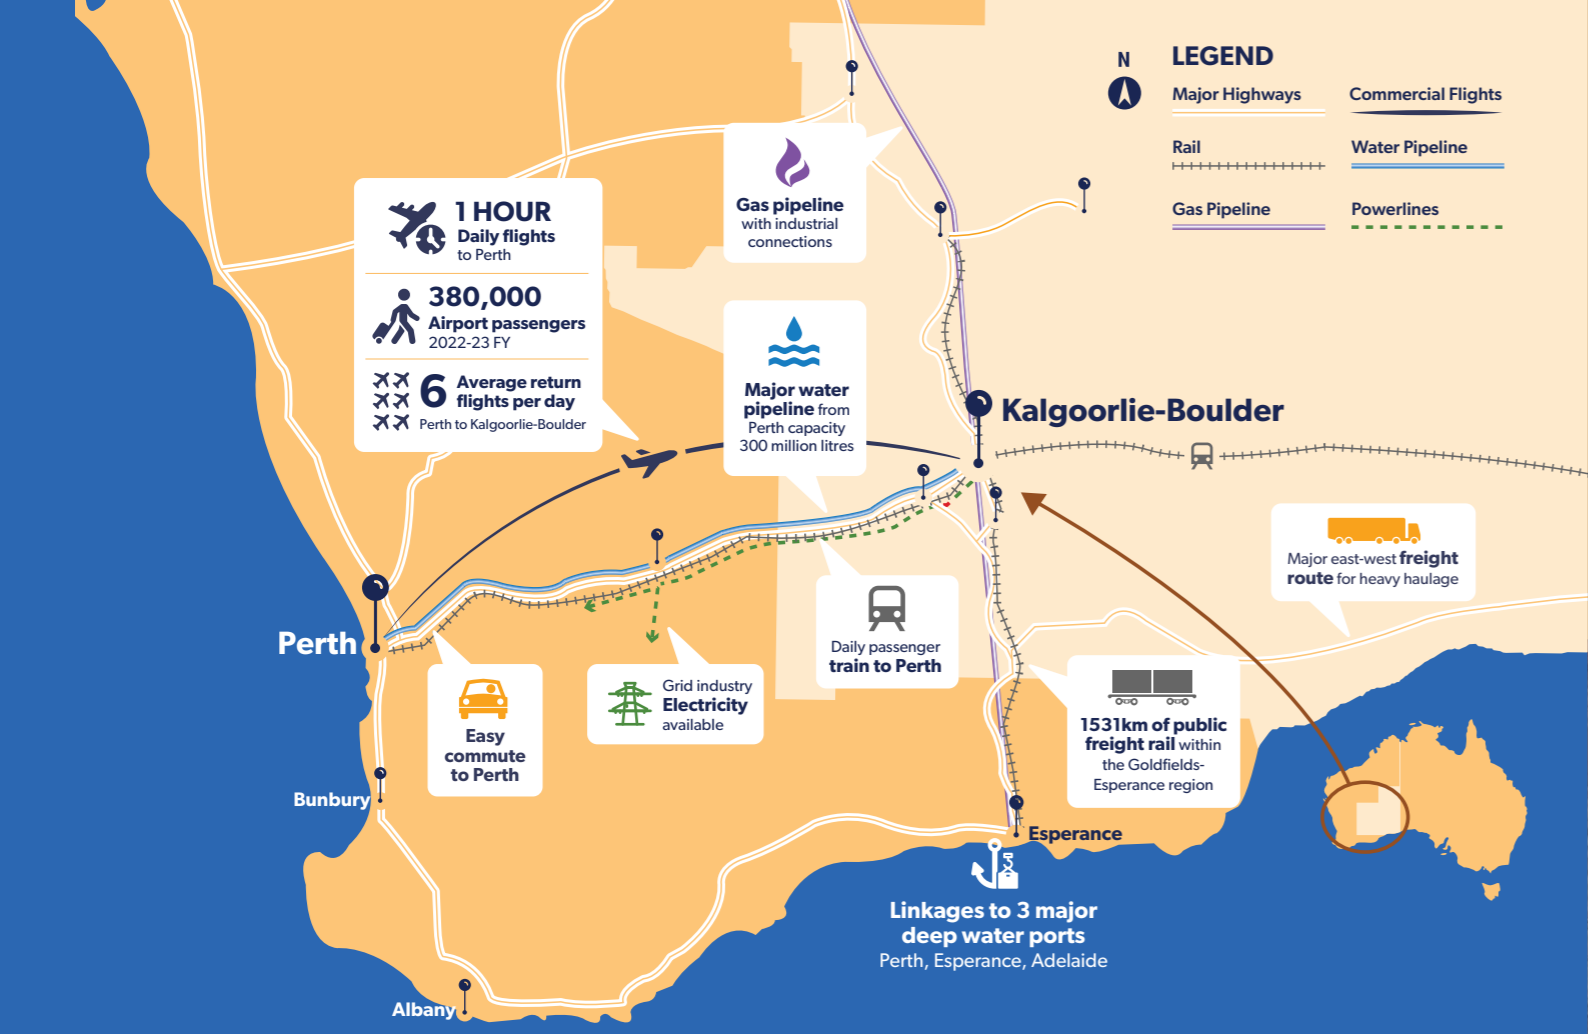 N
LEGEND
Major Highways
Commercial Flights
Rail
Water Pipeline
Gas Pipeline
Powerlines
1 HOUR
Daily flights
to Perth
380,000
Airport passengers
2022-23 FY
6
Average return
flights per day
Perth to Kalgoorlie-Boulder
Gas pipeline
with industrial
connections
Major water
pipeline from
Perth capacity
300 million litres
Kalgoorlie-Boulder
Major east-west freight
route for heavy haulage
Perth
Daily passenger
train to Perth
Easy
commute
to Perth
Grid industry
Electricity
available
1531km of public
freight rail within
the Goldfields-
Esperance region
Bunbury
Esperance
Linkages to 3 major
deep water ports
Perth, Esperance, Adelaide
Albany